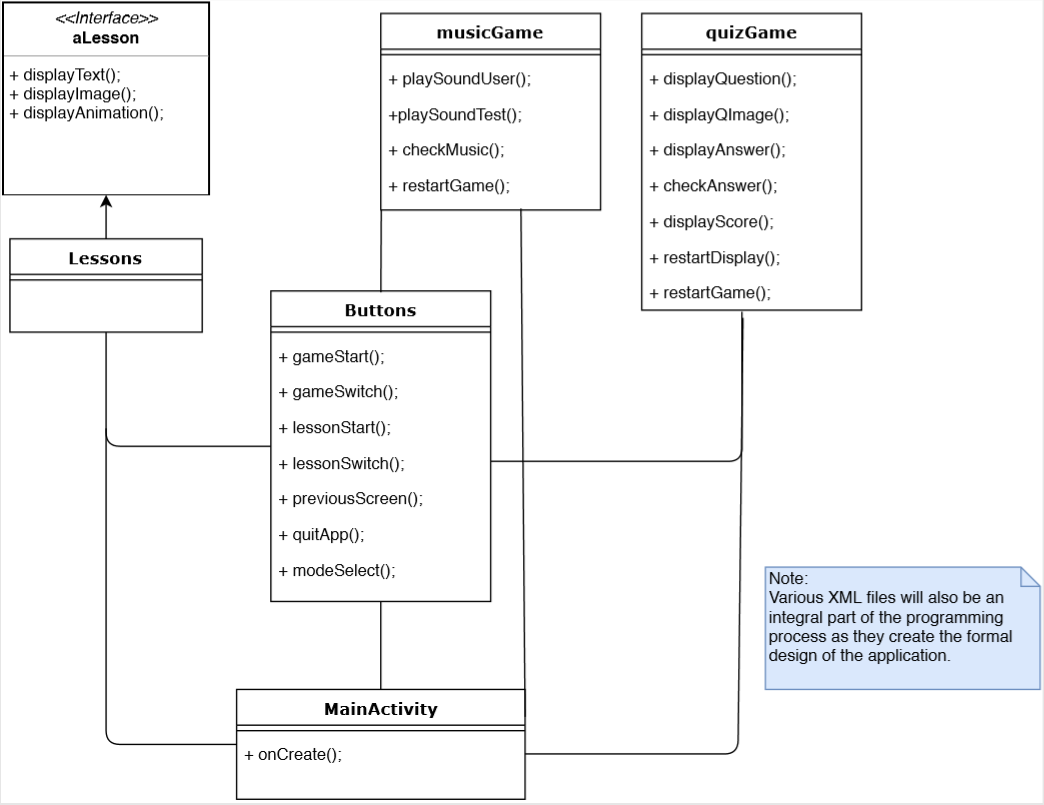 <<Interface>>
aLesson
+ displayText();
+ displayImage();
+ displayAnimation();
musicGame
+ playSoundUser();
+playSoundTest();
+ checkMusic();
+ restartGame();
quizGame
+ displayQuestion();
+ displayQImage();
+ displayAnswer();
+ checkAnswer();
+ displayScore();
+ restartDisplay();
+ restartGame();
Lessons
Buttons
+ gameStart();
+ gameSwitch();
+ lessonStart();
+ lessonSwitch();
+ previousScreen();
+ quitApp();
+ modeSelect();
Note:
Various XML files will also be an
integral part of the programming
process as they create the formal
design of the application.
MainActivity
+ onCreate();